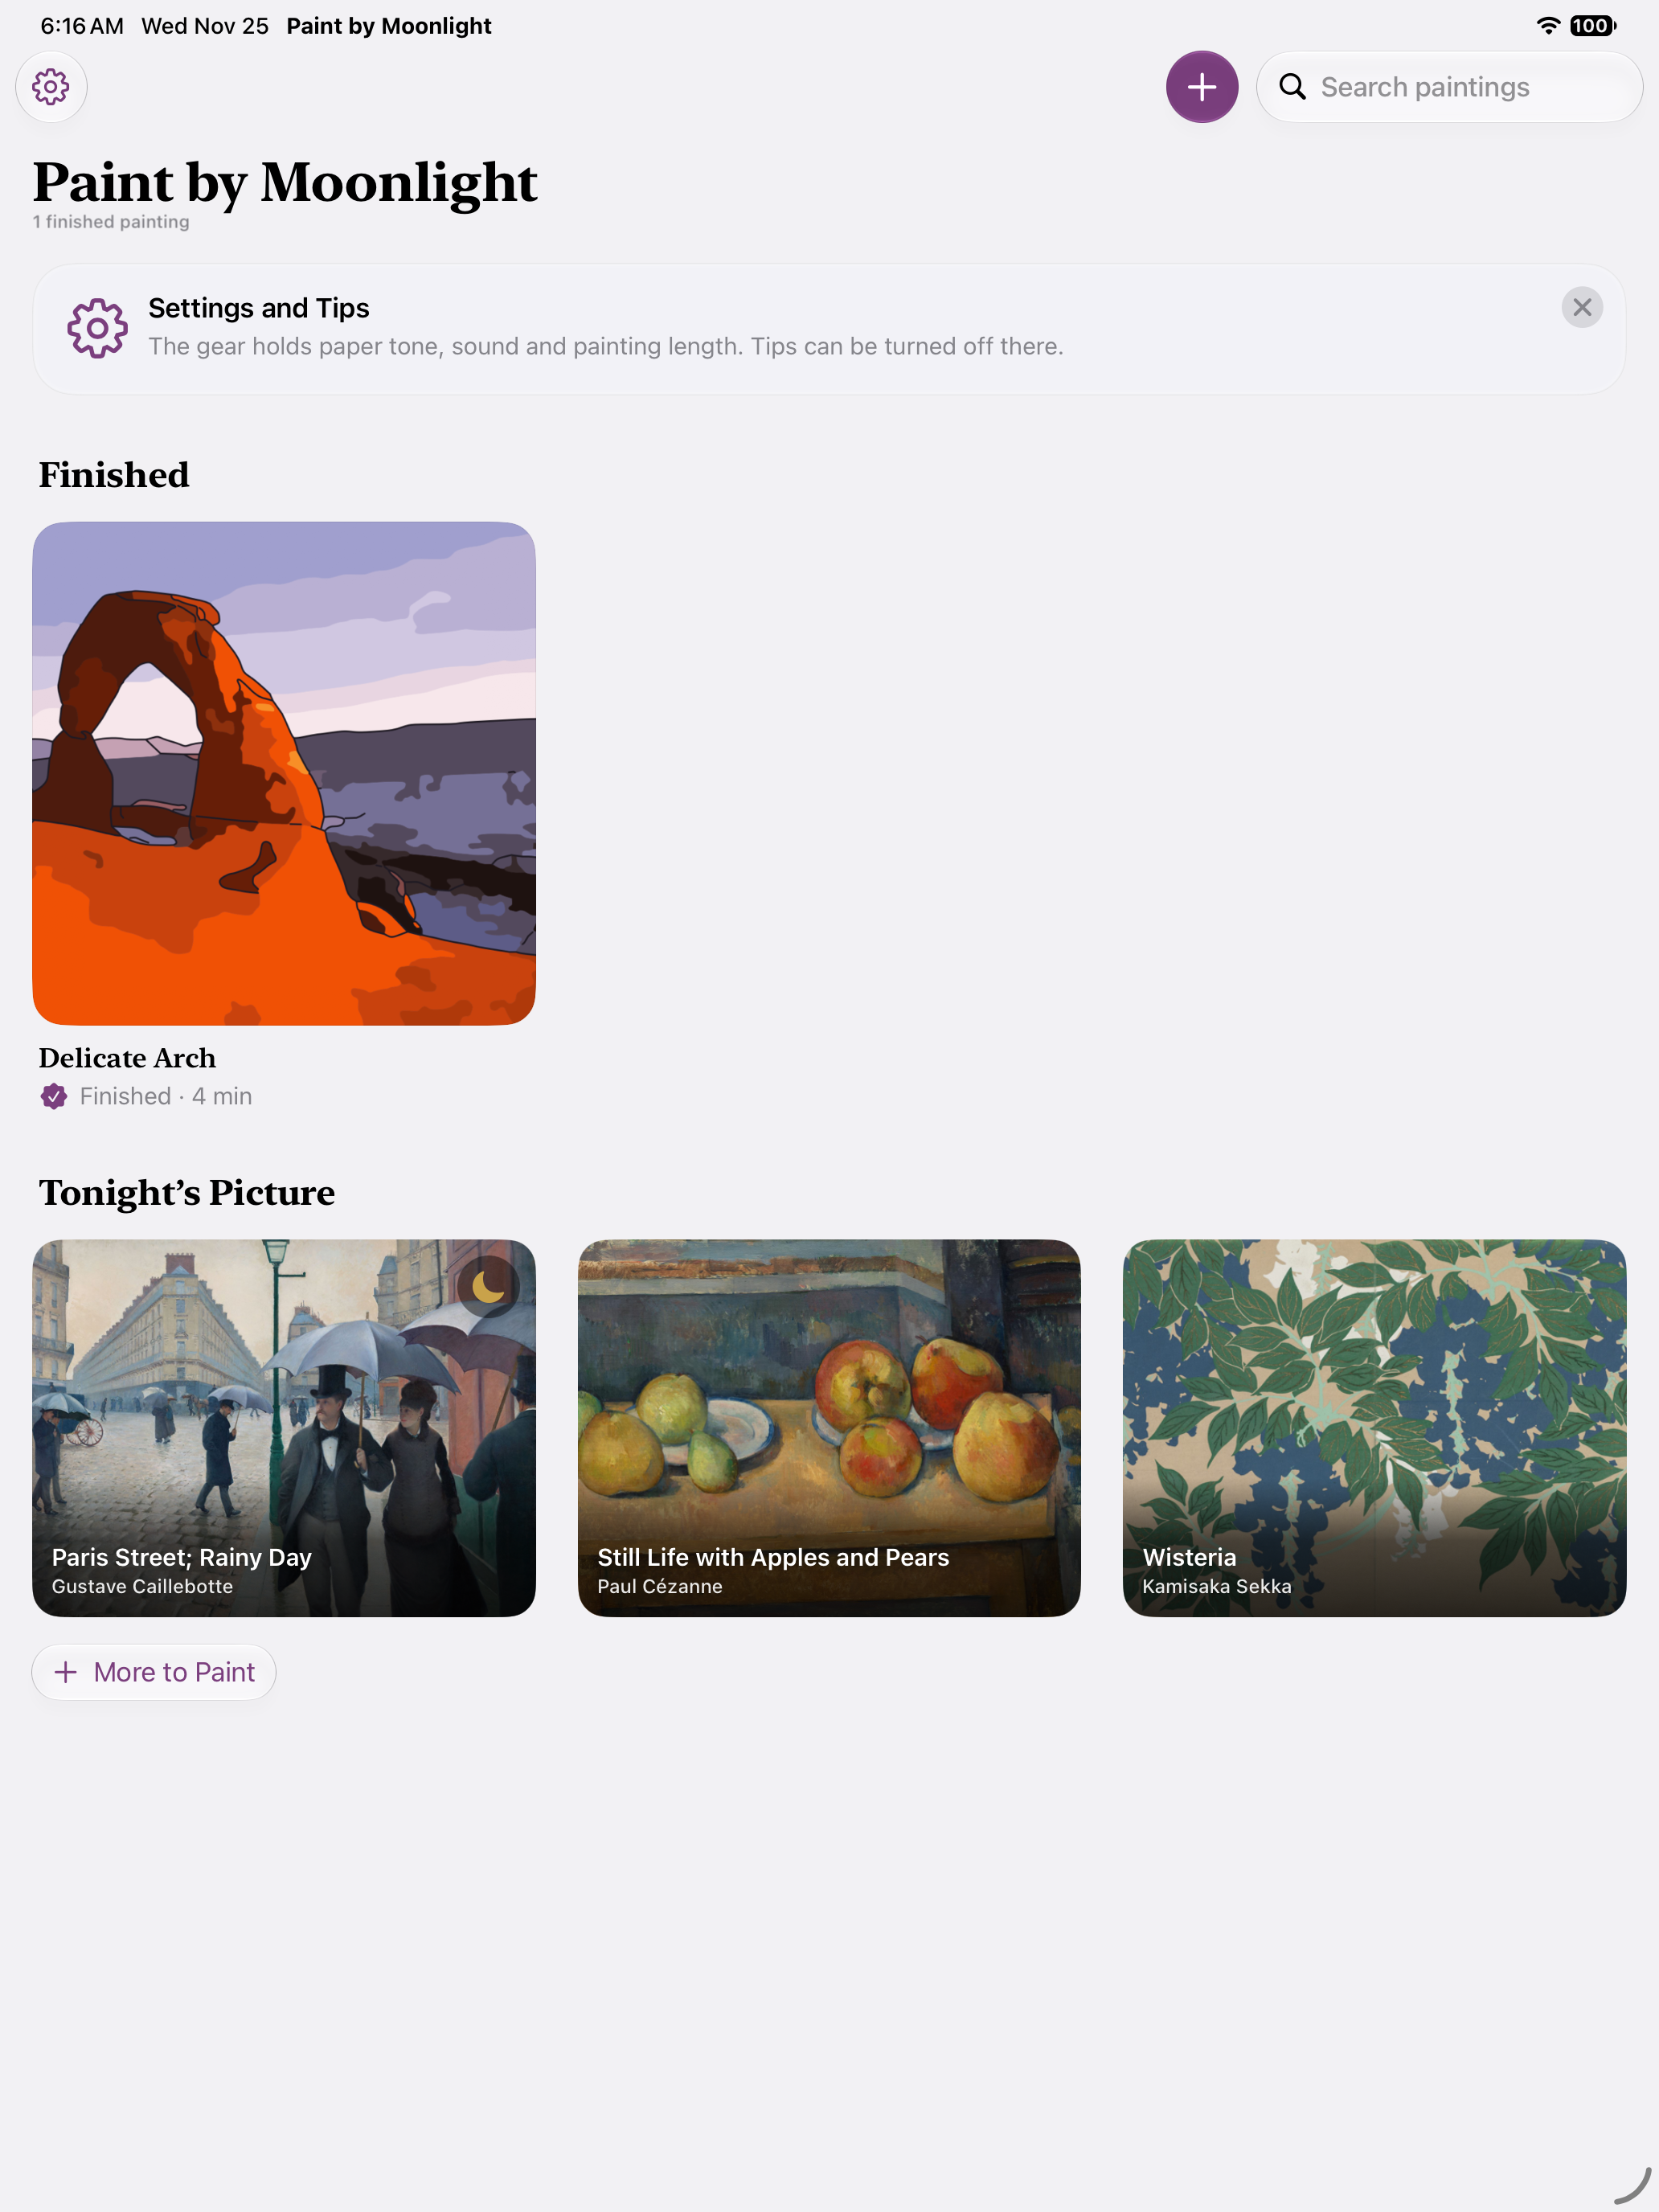 6:16 AM Wed Nov 25 Paint by Moonlight
100
Search paintings
Paint by Moonlight
1 finished painting
Settings and Tips
The gear holds paper tone, sound and painting length. Tips can be turned off there.
Finished
Delicate Arch
Finished · 4 min
Tonight’s Picture
Paris Street; Rainy Day
Gustave Caillebotte
Still Life with Apples and Pears
Paul Cézanne
Wisteria
Kamisaka Sekka
More to Paint